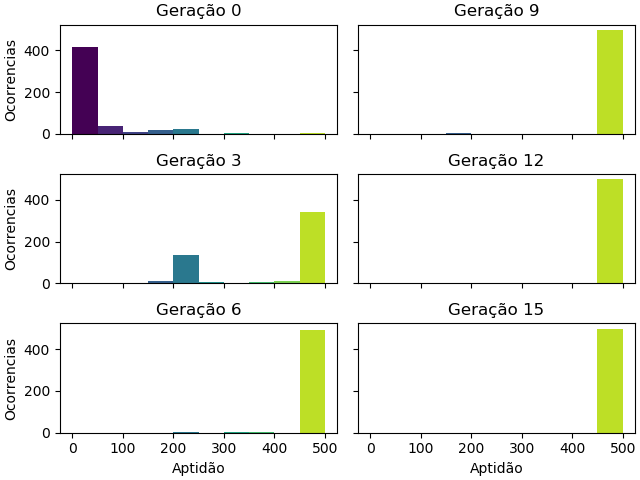 Geração 0
Geração 9
Ocorrencias
400
200
0
Geração 3
Geração 12
Ocorrencias
400
200
0
Geração 6
Geração 15
Ocorrencias
400
200
0
0 100 200 300 400 500
0 100 200 300 400 500
Aptidão
Aptidão